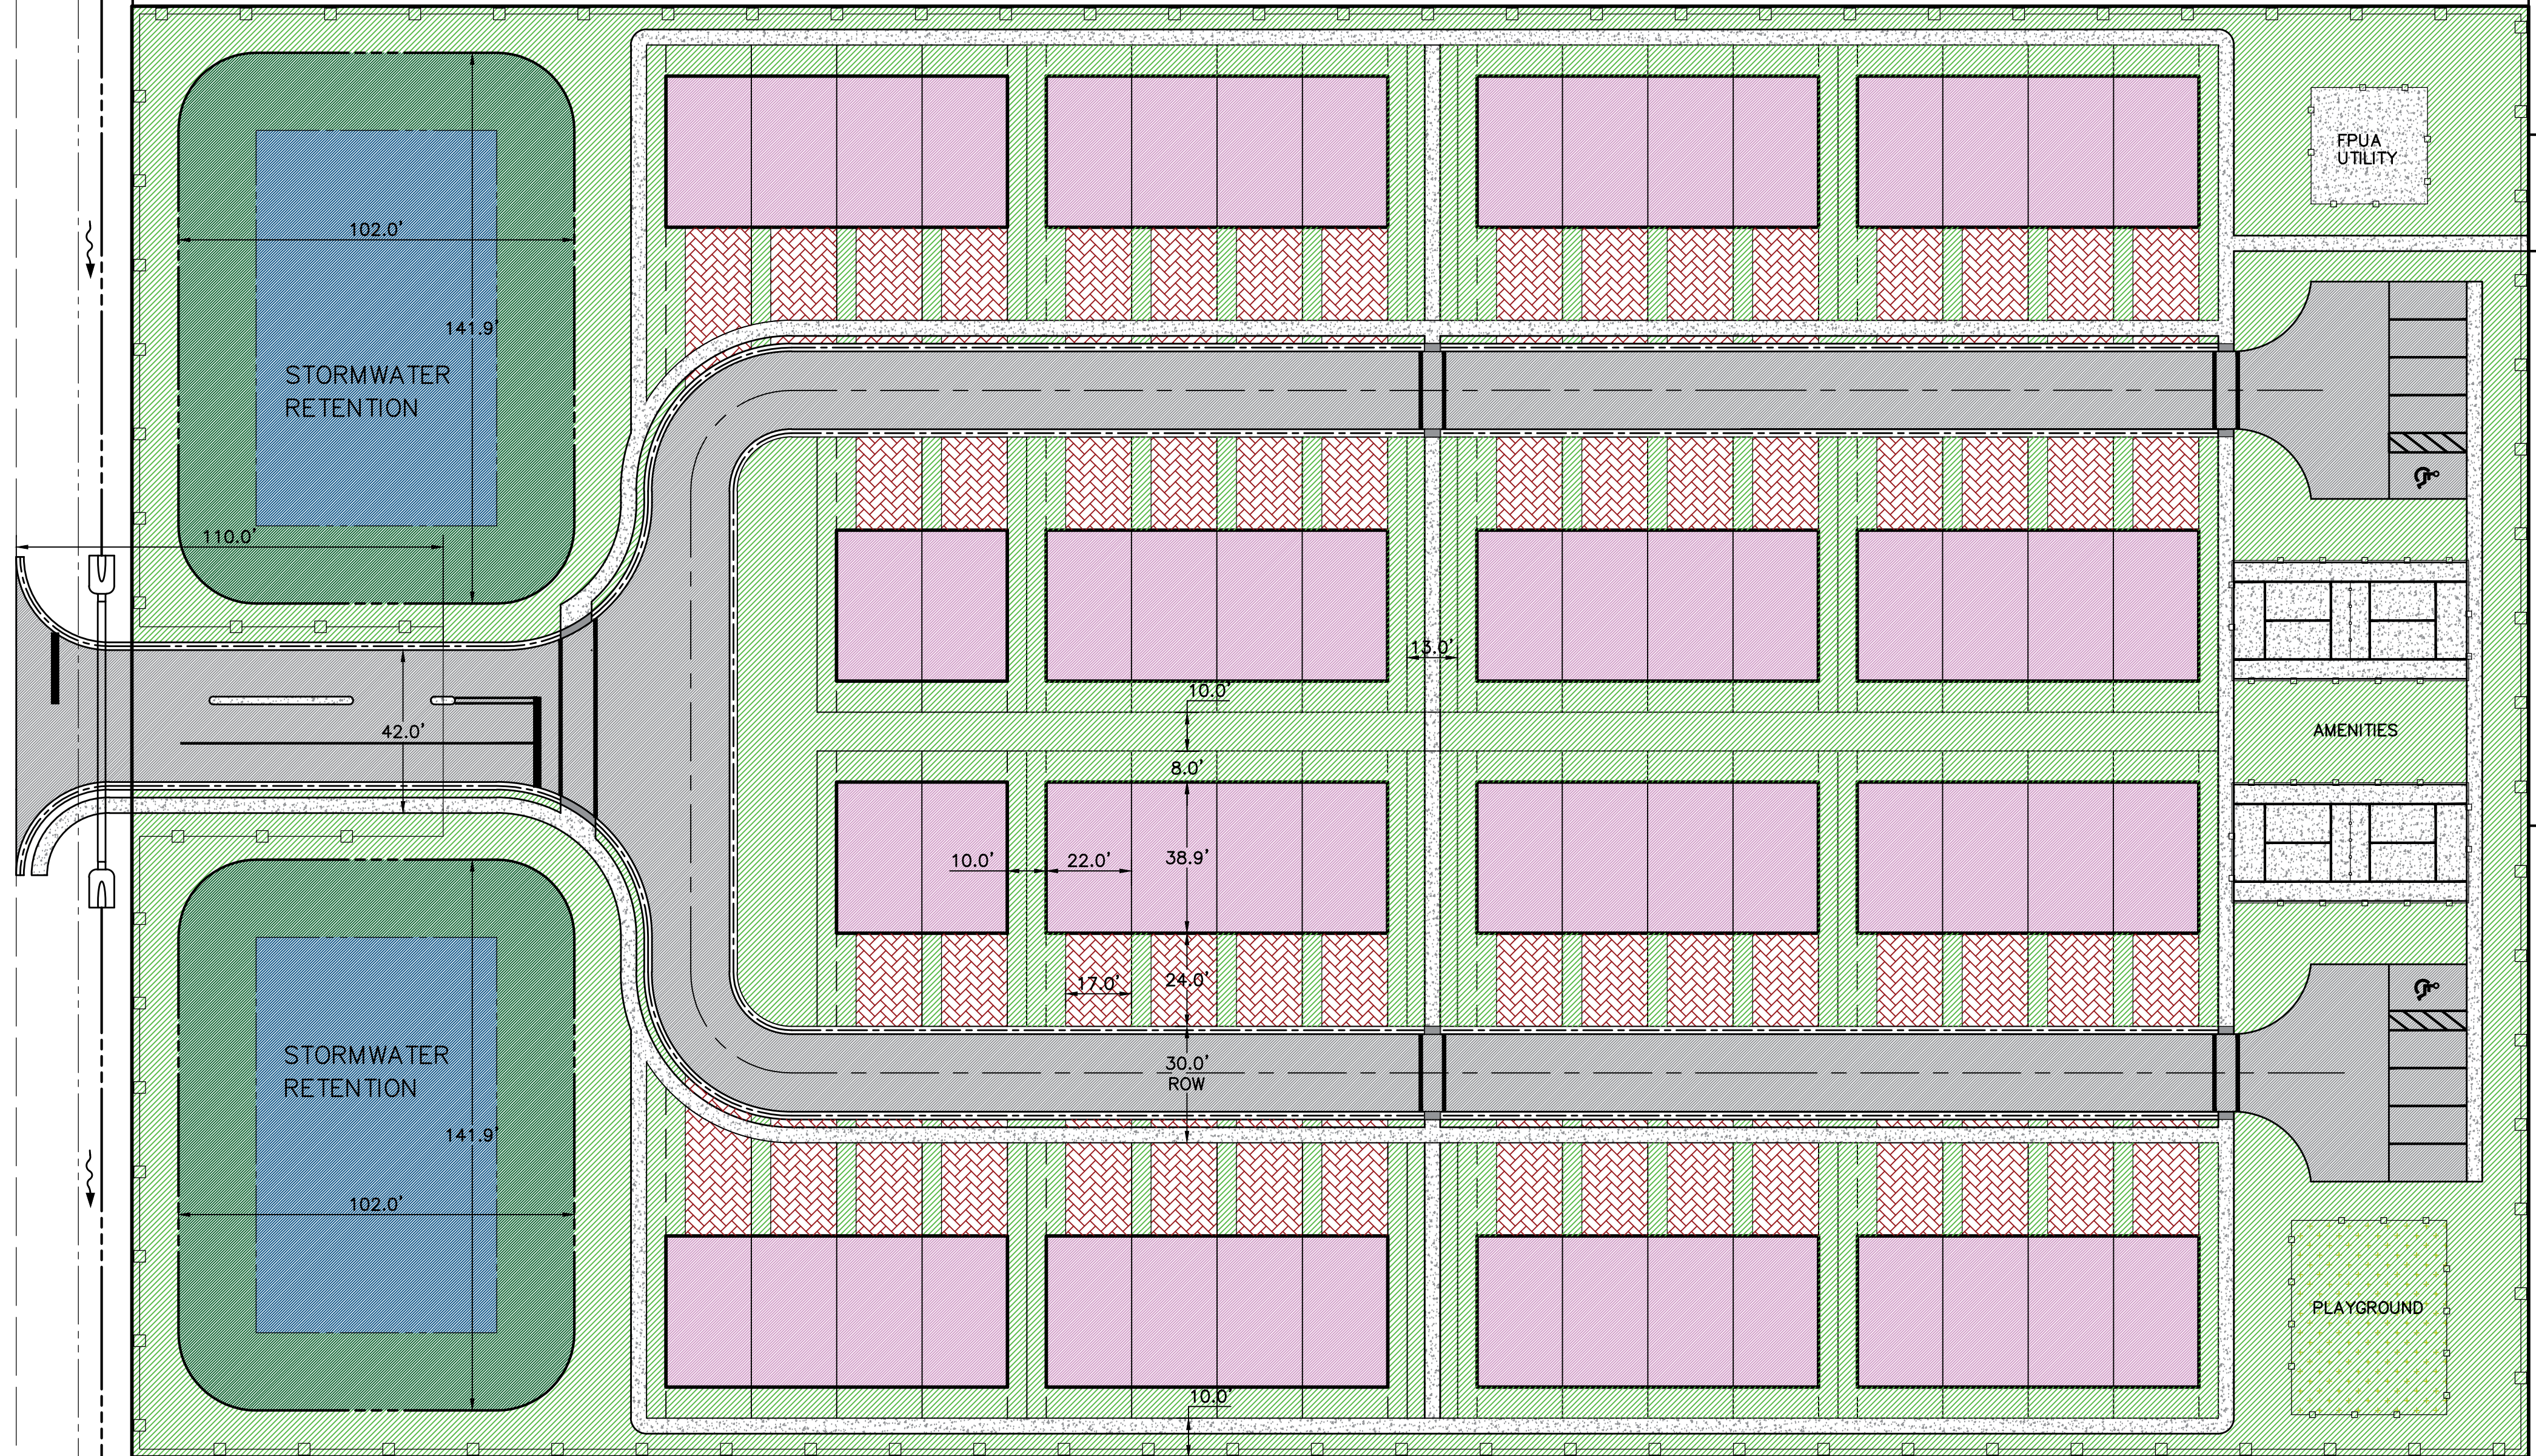 FPUA
UTILITY
102.0'
141.9'
STORMWATER
RETENTION
110.0'
13.0'
10.0'
42.0'
AMENITIES
8.0'
10.0'
22.0'
38.9'
17.0'
24.0'
STORMWATER
RETENTION
30.0'
ROW
141.9'
102.0'
PLAYGROUND
10.0'